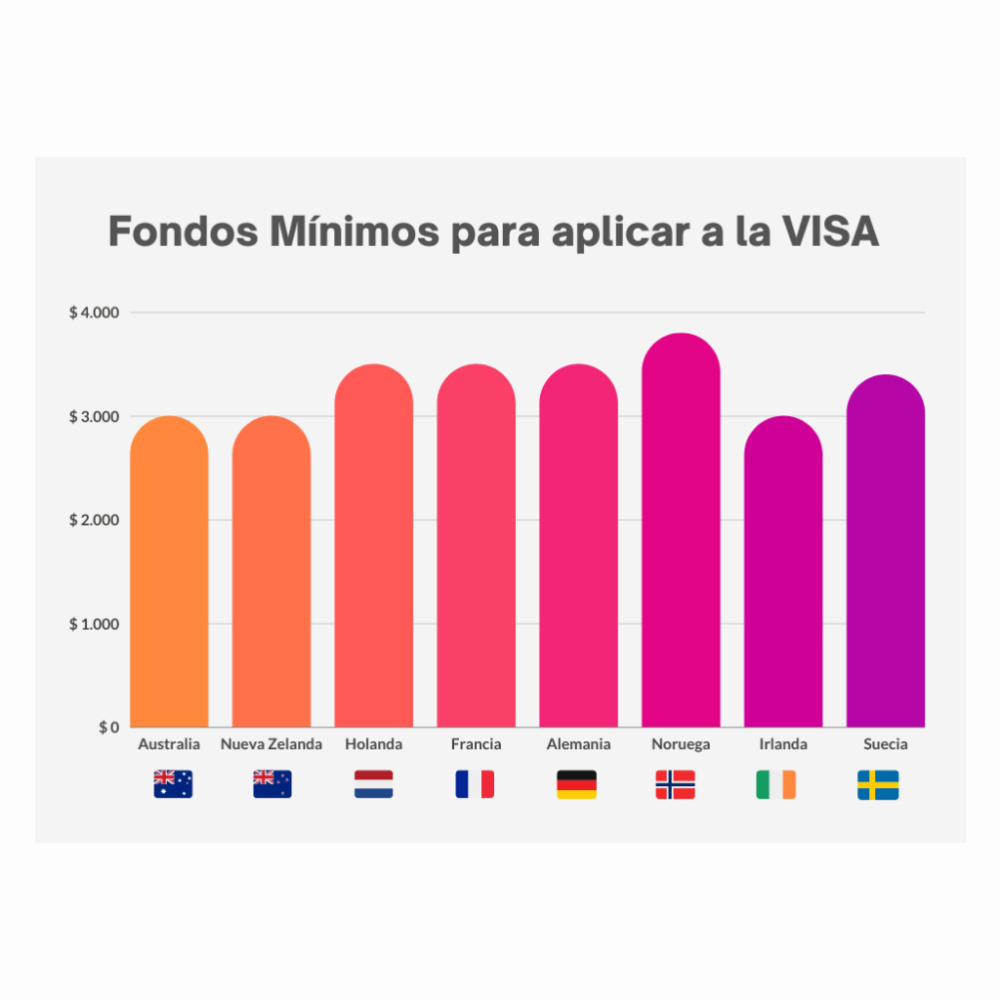 Fondos Mínimos para aplicar a la VISA
$ 4.000
$ 3.000
$ 2.000
$ 1.000
$ 0
Australia Nueva Zelanda Holanda Francia Alemania Noruega Irlanda Suecia